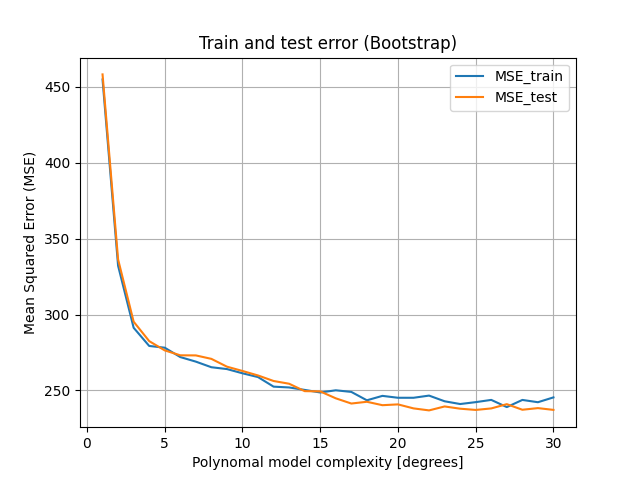 Train and test error (Bootstrap)
MSE_train
MSE_test
Mean Squared Error (MSE)
450
400
350
300
250
0
5
10
15
20
25
30
Polynomal model complexity [degrees]